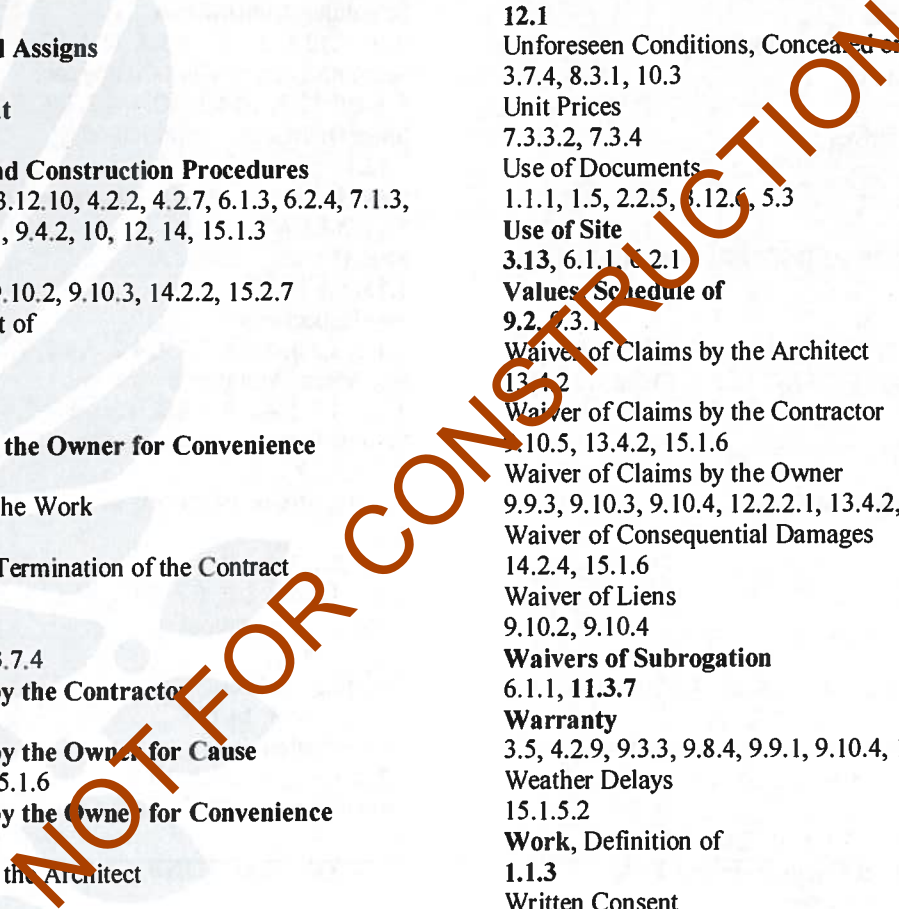 Assigns
nd Construction Procedures
3.12.10, 4.2.2, 4.2.7, 6.1.3, 6.2.4, 7.1.3,
, 9.4.2, 10, 12, 14, 15.1.3
9.10.2, 9.10.3, 14.2.2, 15.2.7
t of
the Owner for Convenience
he Work
Termination of the Contract
3.7.4
by the Contractor
by the Owner for Cause
5.1.6
by the Owner for Convenience
the Architect
12.1
Unforeseen Conditions, Concealed or
3.7.4, 8.3.1, 10.3
Unit Prices
7.3.3.2, 7.3.4
Use of Documents
1.1.1, 1.5, 2.2.5, 3.12.6, 5.3
Use of Site
3.13, 6.1.1, 6.2.1
Values, Schedule of
9.2, 9.3.1
Waiver of Claims by the Architect
13.4.2
Waiver of Claims by the Contractor
9.10.5, 13.4.2, 15.1.6
Waiver of Claims by the Owner
9.9.3, 9.10.3, 9.10.4, 12.2.2.1, 13.4.2,
Waiver of Consequential Damages
14.2.4, 15.1.6
Waiver of Liens
9.10.2, 9.10.4
Waivers of Subrogation
6.1.1, 11.3.7
Warranty
3.5, 4.2.9, 9.3.3, 9.8.4, 9.9.1, 9.10.4,
Weather Delays
15.1.5.2
Work, Definition of
1.1.3
Written Consent
NOT FOR CONSTRUCTION